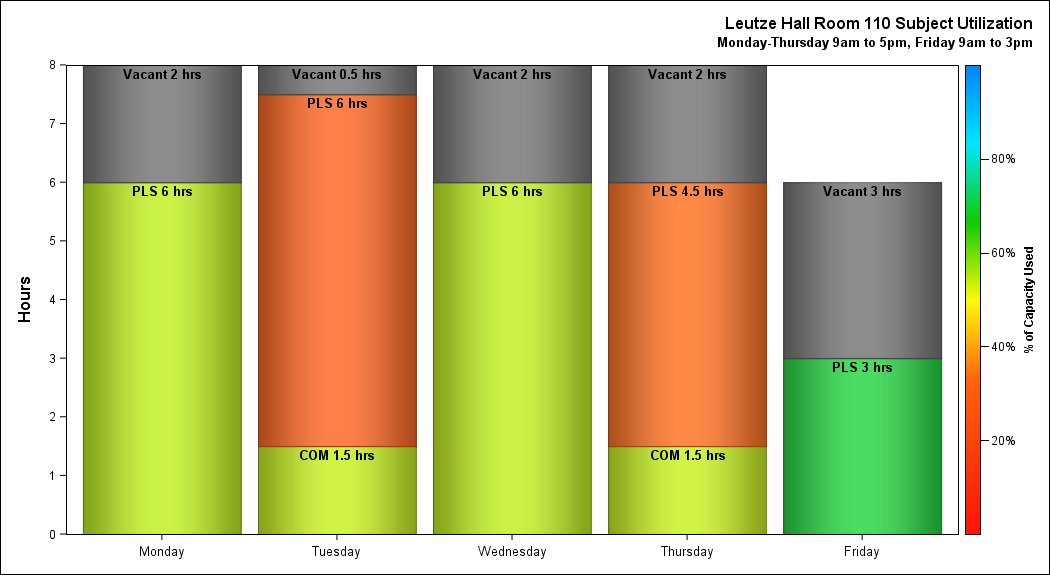 Leutze Hall Room 110 Subject Utilization
Monday-Thursday 9am to 5pm, Friday 9am to 3pm
Hours
8
7
6
5
4
3
2
1
0
Vacant 2 hrs
PLS 6 hrs
Monday
Vacant 0.5 hrs
PLS 6 hrs
COM 1.5 hrs
Tuesday
Vacant 2 hrs
PLS 6 hrs
Wednesday
Vacant 2 hrs
PLS 4.5 hrs
COM 1.5 hrs
Thursday
Vacant 3 hrs
PLS 3 hrs
Friday
80%
60%
40%
20%
% of Capacity Used